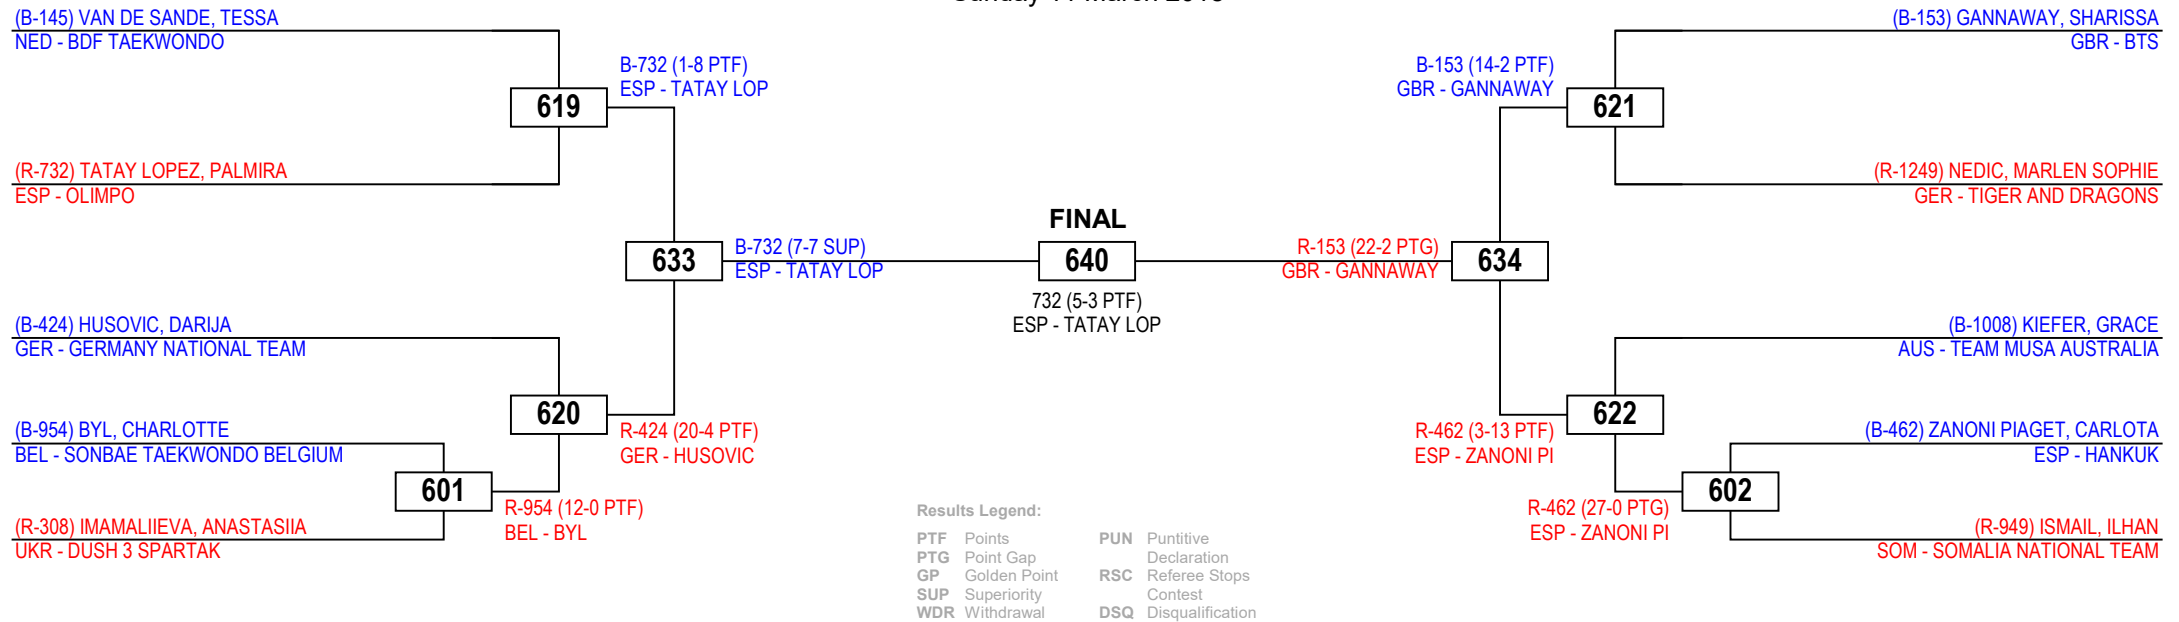 (B-145) VAN DE SANDE, TESSA
NED - BDF TAEKWONDO
B-732 (1-8 PTF)
ESP - TATAY LOP
619
(R-732) TATAY LOPEZ, PALMIRA
ESP - OLIMPO
633
B-732 (7-7 SUP)
ESP - TATAY LOP
(B-424) HUSOVIC, DARIJA
GER - GERMANY NATIONAL TEAM
620
R-424 (20-4 PTF)
GER - HUSOVIC
(B-954) BYL, CHARLOTTE
BEL - SONBAE TAEKWONDO BELGIUM
601
R-954 (12-0 PTF)
BEL - BYL
(R-308) IMAMALIIEVA, ANASTASIIA
UKR - DUSH 3 SPARTAK
FINAL
640
732 (5-3 PTF)
ESP - TATAY LOP
(B-153) GANNAWAY, SHARISSA
GBR - BTS
B-153 (14-2 PTF)
GBR - GANNAWAY
621
(R-1249) NEDIC, MARLEN SOPHIE
GER - TIGER AND DRAGONS
R-153 (22-2 PTG)
GBR - GANNAWAY
634
(B-1008) KIEFER, GRACE
AUS - TEAM MUSA AUSTRALIA
622
R-462 (3-13 PTF)
ESP - ZANONI PI
(B-462) ZANONI PIAGET, CARLOTA
ESP - HANKUK
602
R-462 (27-0 PTG)
ESP - ZANONI PI
(R-949) ISMAIL, ILHAN
SOM - SOMALIA NATIONAL TEAM
Results Legend:
PTF Points
PTG Point Gap
GP Golden Point
SUP Superiority
WDR Withdrawal
PUN Puntitive
Declaration
RSC Referee Stops
Contest
DSQ Disqualification